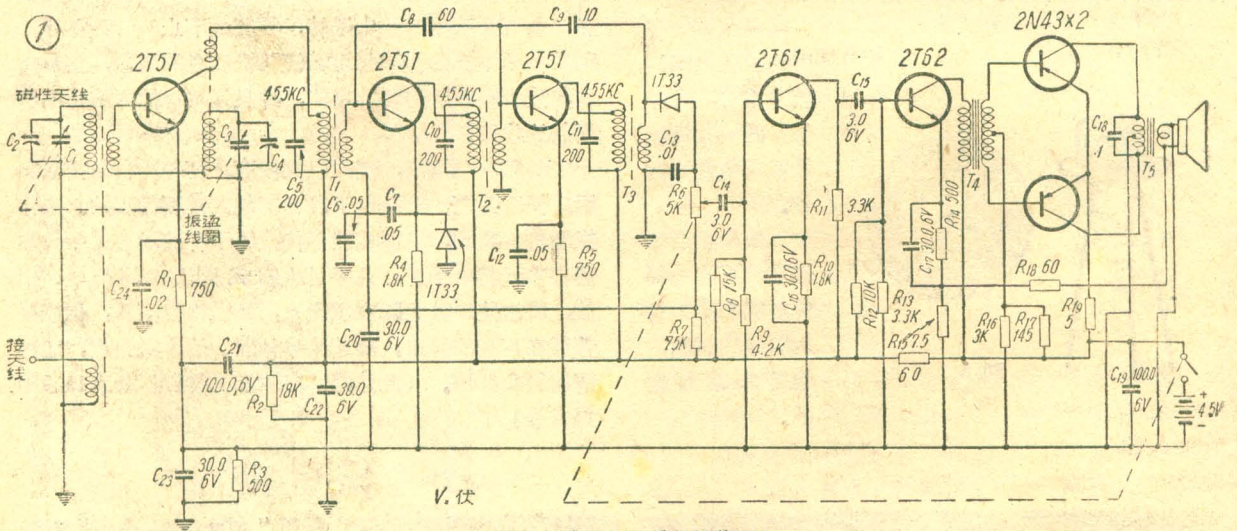 1
2T51
2T51
2T51
2T61
2T62
2N43×2
磁性天线
C₂
C₁
C₃
C₄
振盪
线圈
455KC
C₅
200
T₁
C₈ 60
C₉ 10
455KC
C₁₀
200
T₂
455KC
C₁₁
200
T₃
1T33
C₁₃
.01
R₆
5K
C₁₄
3.0
6V
C₁₅
3.0
6V
R₁₁ 3.3K
T₄
C₁₈
.1
T₅
C₆ .05
C₇
.05
R₄
1.8K
1T33
C₁₂ .05
R₅
750
C₂₄
.02
R₁
750
C₂₀ 30.0
6V
R₇
75K
R₈ 15K
R₉
4.2K
C₁₆ 30.0,6V
R₁₀
1.8K
R₁₂ 10K
R₁₃
3.3K
C₁₇ 30.0,6V
R₁₄ 500
R₁₅ 7.5
60
R₁₈ 60
R₁₆
3K
R₁₇
145
R₁₉
5
C₁₉ 100.0
6V
+
4.5V
-
接天线
C₂₁
100.0,6V
R₂ 18K
C₂₂ 30.0
6V
C₂₃ 30.0
6V
R₃
500
V. 伏